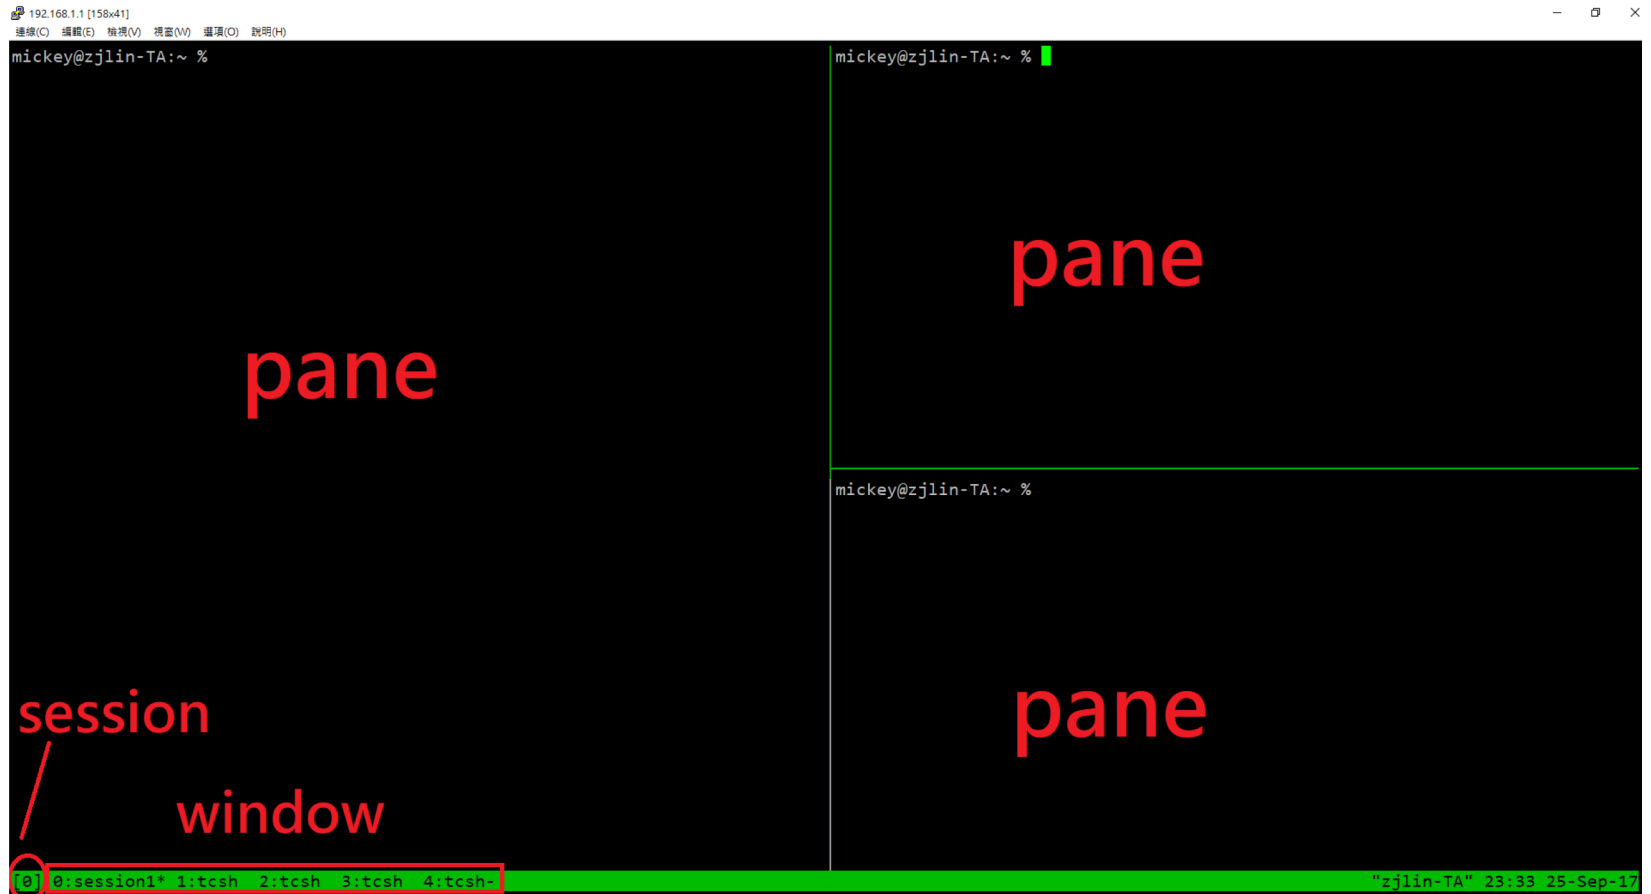 192.168.1.1 [158x41]
連線(C) 編輯(E) 檢視(V) 視窗(W) 選項(O) 說明(H)
mickey@zjlin-TA:~ %
mickey@zjlin-TA:~ %
pane
pane
mickey@zjlin-TA:~ %
pane
session
window
[0] 0:session1* 1:tcsh 2:tcsh 3:tcsh 4:tcsh- "zjlin-TA" 23:33 25-Sep-17